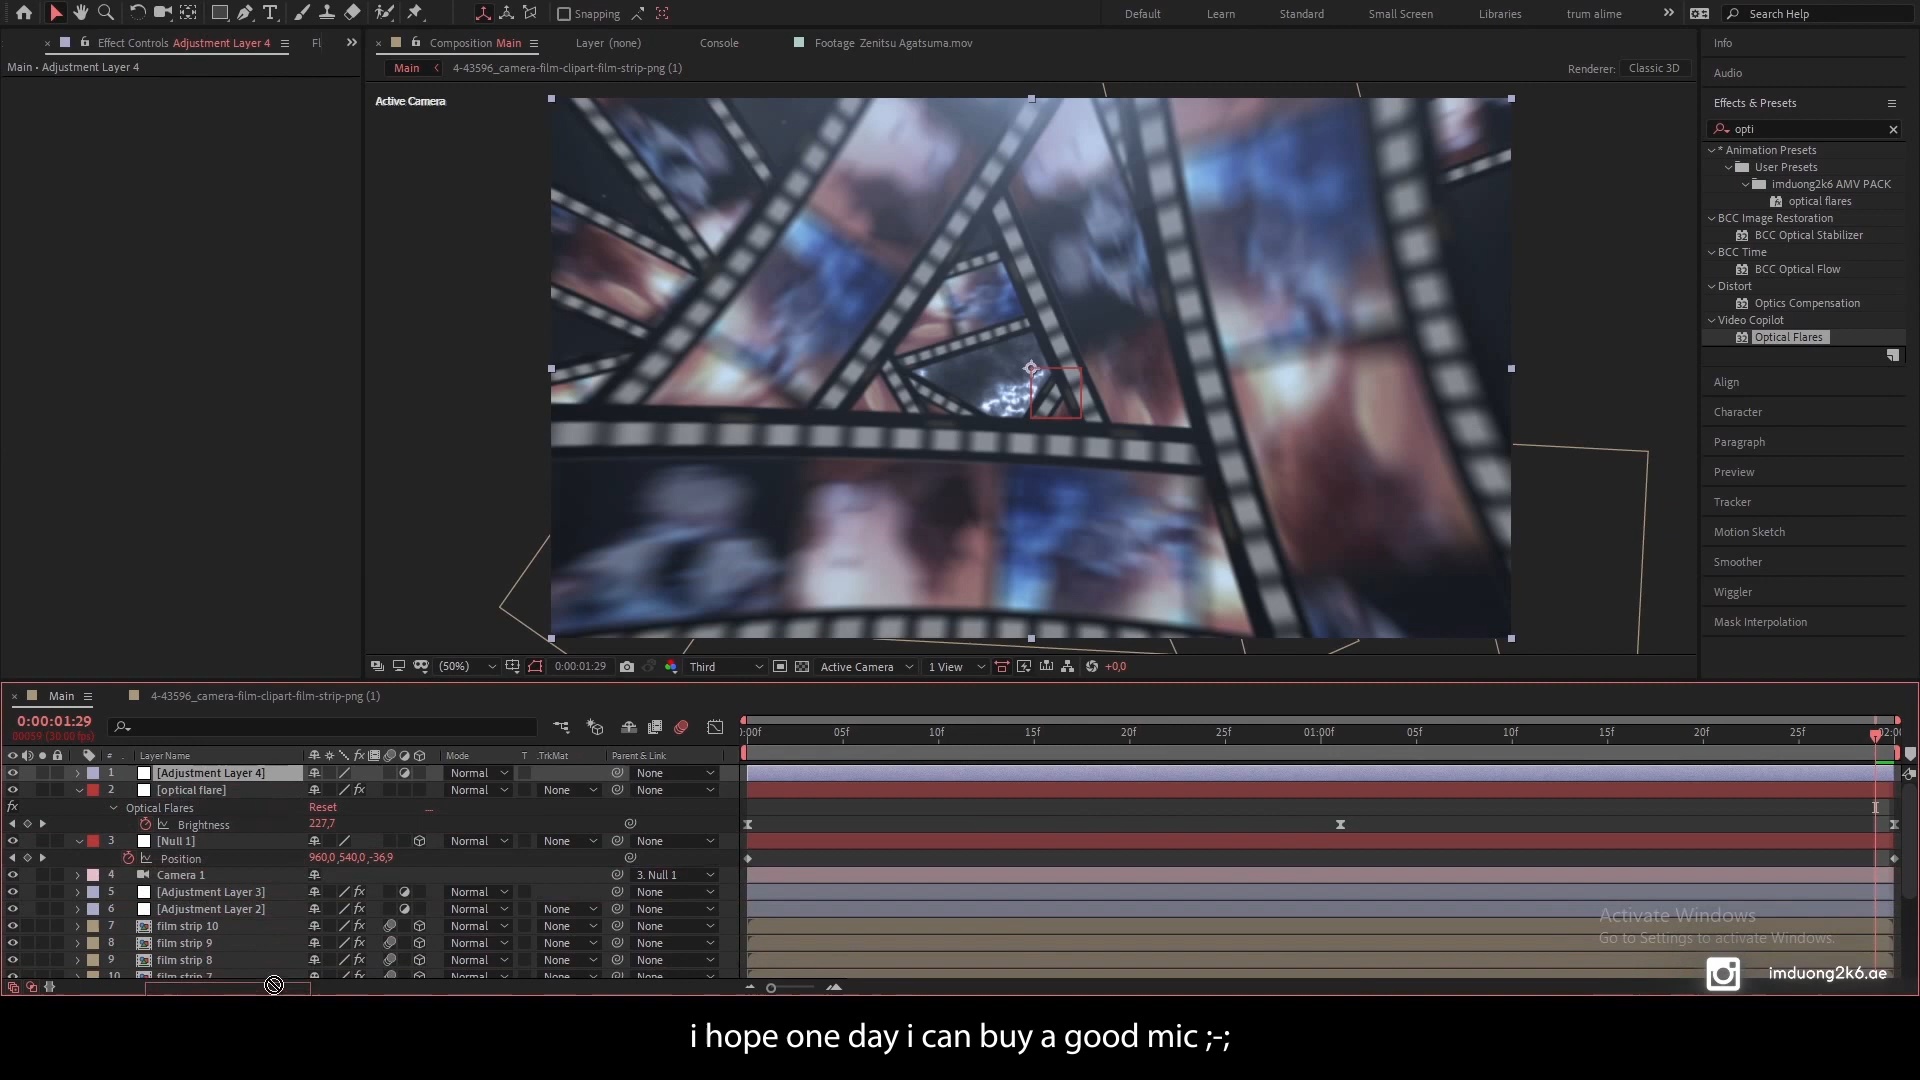 Snapping
Default
Learn
Standard
Small Screen
Libraries
trum alime
Search Help
Effect Controls Adjustment Layer 4
Fl
Composition Main
Layer (none)
Console
Footage Zenitsu Agatsuma.mov
Info
Main • Adjustment Layer 4
Main
4-43596_camera-film-clipart-film-strip-png (1)
Renderer:
Classic 3D
Audio
Active Camera
Effects & Presets
opti
* Animation Presets
User Presets
imduong2k6 AMV PACK
optical flares
BCC Image Restoration
BCC Optical Stabilizer
BCC Time
BCC Optical Flow
Distort
Optics Compensation
Video Copilot
Optical Flares
Align
Character
Paragraph
Preview
Tracker
Motion Sketch
Smoother
Wiggler
Mask Interpolation
(50%)
0:00:01:29
Third
Active Camera
1 View
+0,0
Main
4-43596_camera-film-clipart-film-strip-png (1)
0:00:01:29
00059 (30.00 fps)
:00f
05f
10f
15f
20f
25f
01:00f
05f
10f
15f
20f
25f
02:00
#
Layer Name
Mode
T
.TrkMat
Parent & Link
1
[Adjustment Layer 4]
Normal
None
2
[optical flare]
Normal
None
None
fx
Optical Flares
Reset
Brightness
227,7
3
[Null 1]
Normal
None
None
Position
960,0,540,0,-36,9
4
Camera 1
3. Null 1
5
[Adjustment Layer 3]
Normal
None
6
[Adjustment Layer 2]
Normal
None
None
7
film strip 10
Normal
None
None
8
film strip 9
Normal
None
None
9
film strip 8
Normal
None
None
10
film strip 7
Normal
None
None
Activate Windows
Go to Settings to activate Windows.
imduong2k6.ae
i hope one day i can buy a good mic ;-;